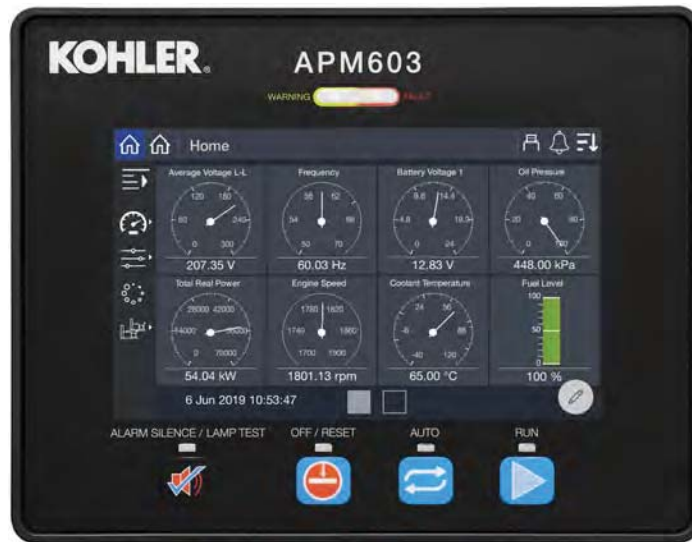 KOHLER®
APM603
WARNING FAULT
Home
Average Voltage L-L
60 120 180 240
0 300
207.35 V
Frequency
54 58 62 66
50 70
60.03 Hz
Battery Voltage 1
4.8 9.6 14.4 19.2
0 24
12.83 V
Oil Pressure
20 40 60 80
0 100
448.00 kPa
Total Real Power
14000 28000 42000
0 70000
54.04 kW
Engine Speed
1740 1780 1820 1860
1700 1900
1801.13 rpm
Coolant Temperature
-8 24 56 88
-40 120
65.00 °C
Fuel Level
100
50
0
100 %
6 Jun 2019 10:53:47
ALARM SILENCE / LAMP TEST OFF / RESET AUTO RUN